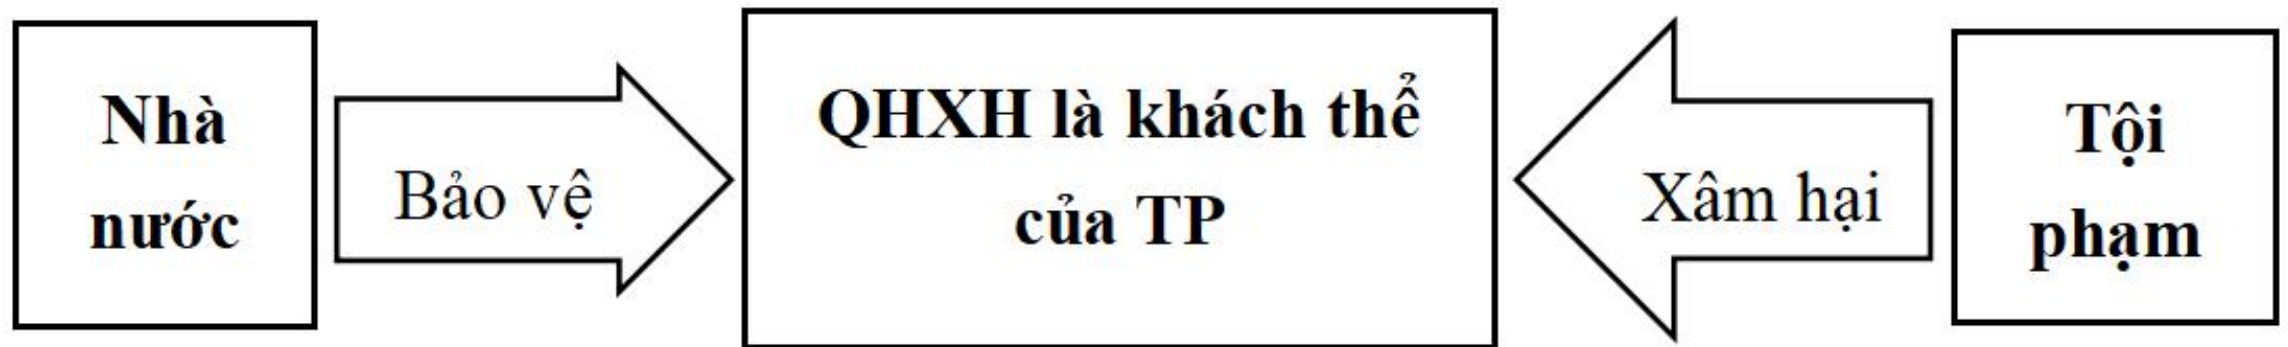 Nhà
nước
Bảo vệ
QHXH là khách thể
của TP
Xâm hại
Tội
phạm